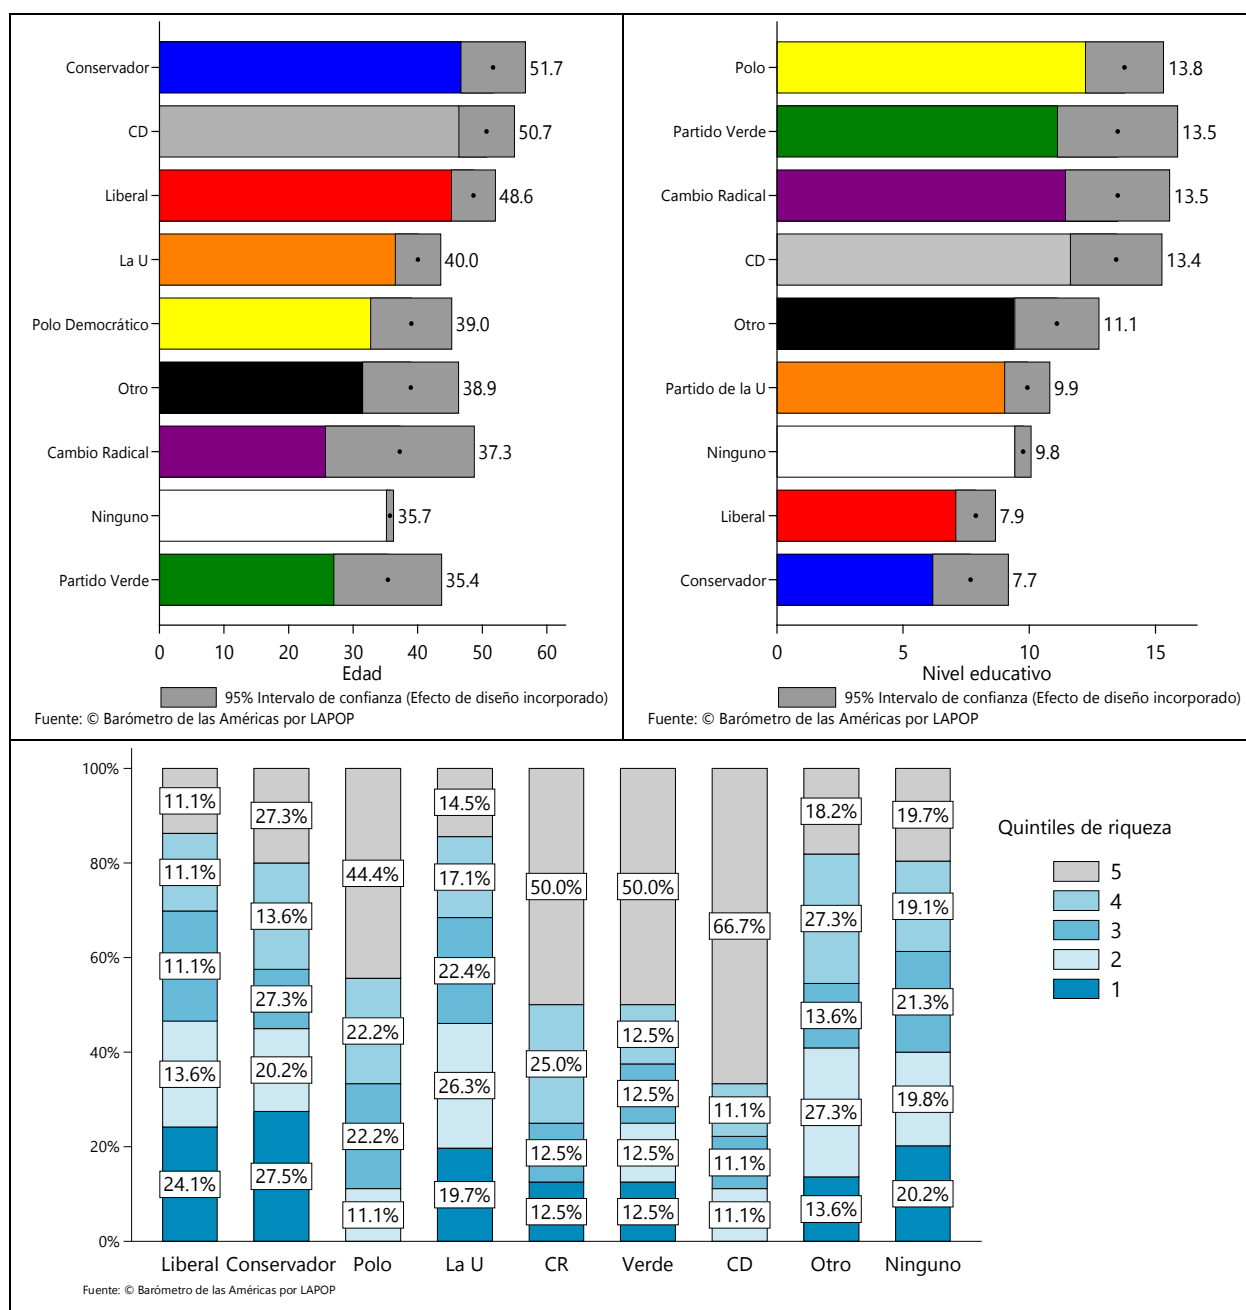 Conservador 51.7
CD 50.7
Liberal 48.6
La U 40.0
Polo Democrático 39.0
Otro 38.9
Cambio Radical 37.3
Ninguno 35.7
Partido Verde 35.4
0 10 20 30 40 50 60
Edad
95% Intervalo de confianza (Efecto de diseño incorporado)
Fuente: © Barómetro de las Américas por LAPOP
Polo 13.8
Partido Verde 13.5
Cambio Radical 13.5
CD 13.4
Otro 11.1
Partido de la U 9.9
Ninguno 9.8
Liberal 7.9
Conservador 7.7
0 5 10 15
Nivel educativo
95% Intervalo de confianza (Efecto de diseño incorporado)
Fuente: © Barómetro de las Américas por LAPOP
100%
80%
60%
40%
20%
0%
11.1%
11.1%
11.1%
13.6%
24.1%
27.3%
13.6%
27.3%
20.2%
27.5%
44.4%
22.2%
22.2%
11.1%
14.5%
17.1%
22.4%
26.3%
19.7%
50.0%
25.0%
12.5%
12.5%
50.0%
12.5%
12.5%
12.5%
12.5%
66.7%
11.1%
11.1%
11.1%
18.2%
27.3%
13.6%
27.3%
13.6%
19.7%
19.1%
21.3%
19.8%
20.2%
Liberal Conservador Polo La U CR Verde CD Otro Ninguno
Quintiles de riqueza
5
4
3
2
1
Fuente: © Barómetro de las Américas por LAPOP